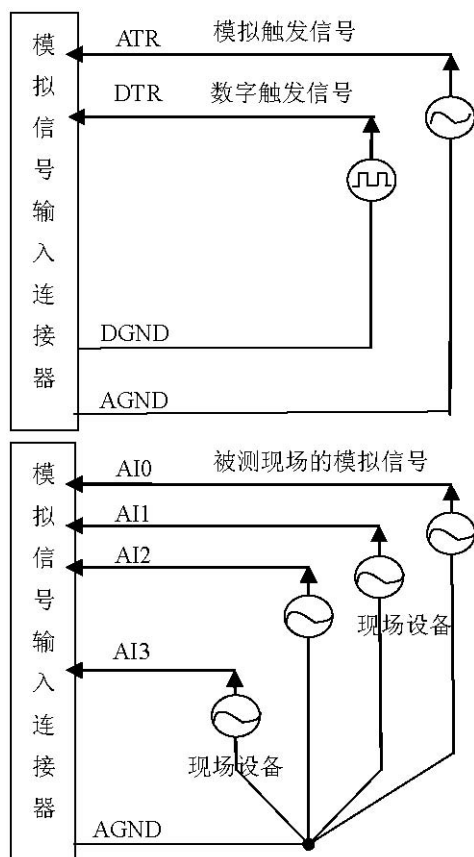 模拟信号输入连接器
ATR 模拟触发信号
DTR 数字触发信号
DGND
AGND
模拟信号输入连接器
AI0 被测现场的模拟信号
AI1
AI2
现场设备
AI3
现场设备
AGND